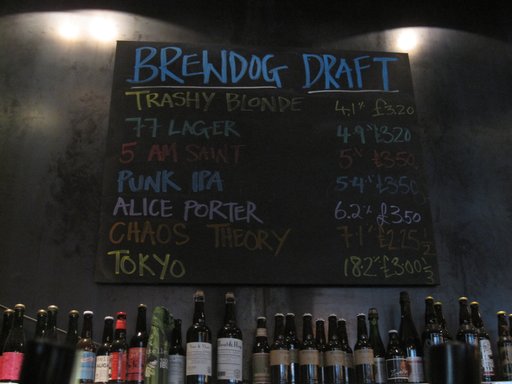 BREWDOG DRAFT
TRASHY BLONDE 4.1% £3.20
77 LAGER 4.9% £3.20
5 AM SAINT 5% £3.50
PUNK IPA 5.4% £3.50
ALICE PORTER 6.2% £3.50
CHAOS THEORY 7.1% £2.25 1/2
TOKYO 18.2% £3.00 1/3